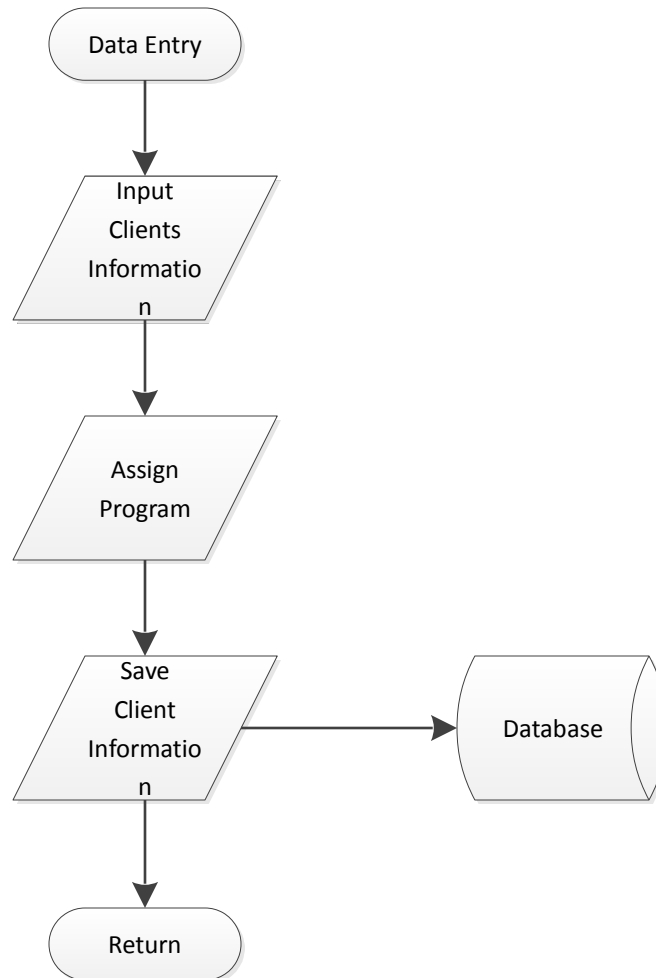 Data Entry
Input
Clients
Informatio
n
Assign
Program
Save
Client
Informatio
n
Database
Return